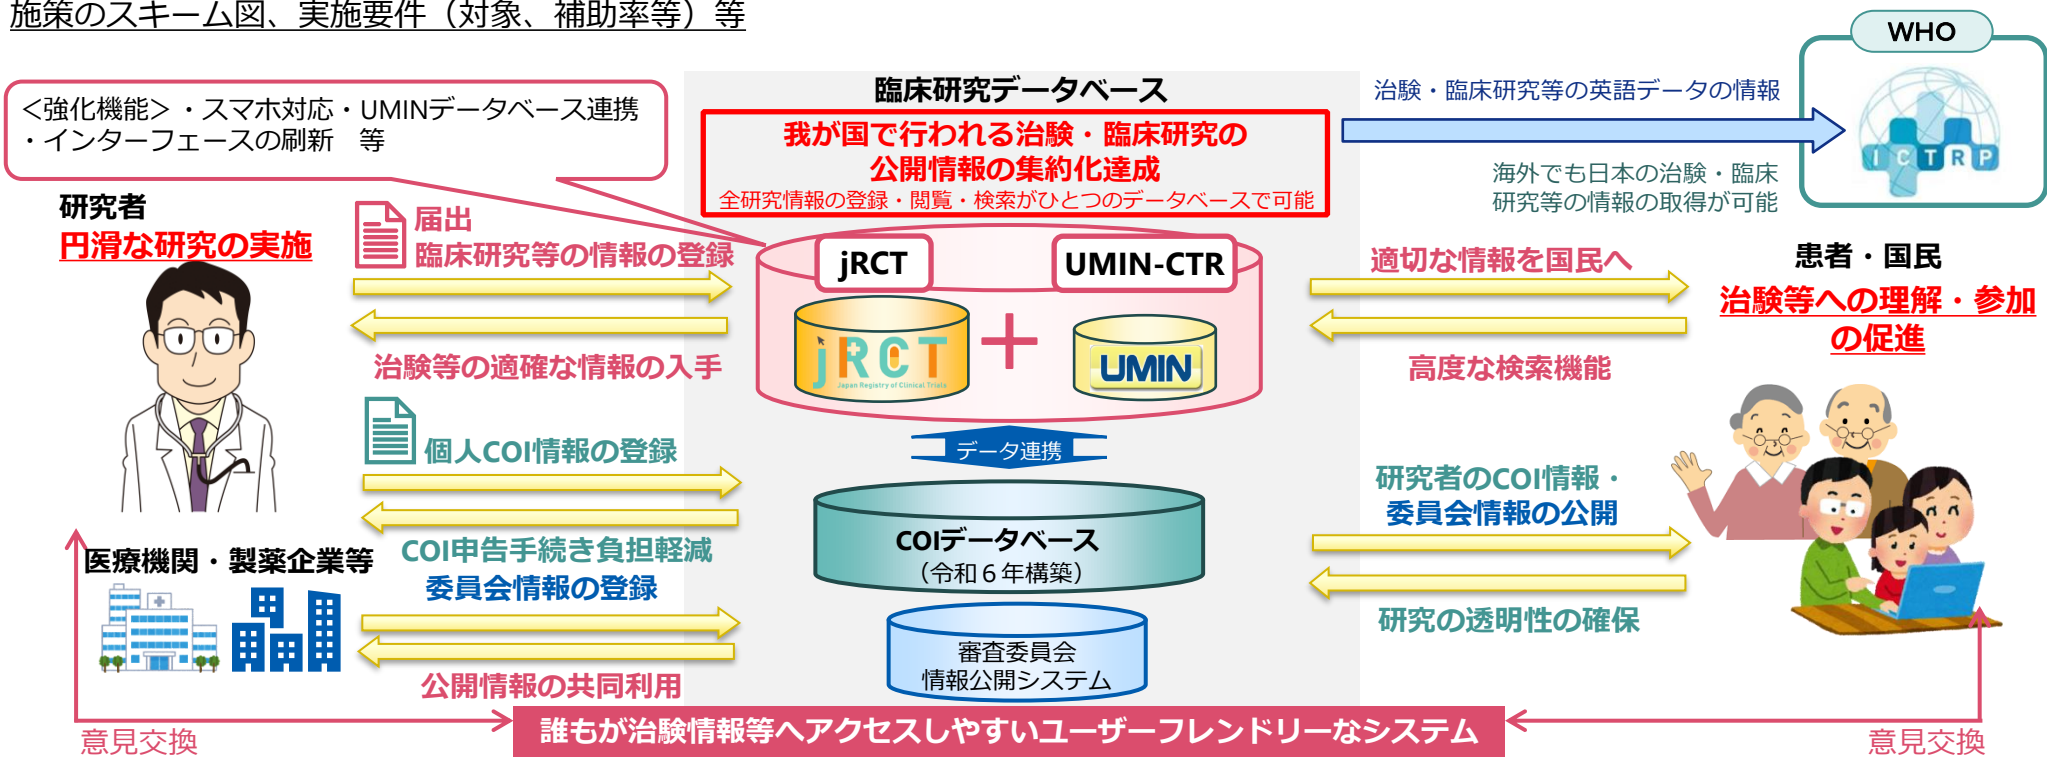 施策のスキーム図、実施要件（対象、補助率等）等
WHO
ICTRP
臨床研究データベース
我が国で行われる治験・臨床研究の
公開情報の集約化達成
全研究情報の登録・閲覧・検索がひとつのデータベースで可能
治験・臨床研究等の英語データの情報
海外でも日本の治験・臨床
研究等の情報の取得が可能
＜強化機能＞・スマホ対応・UMINデータベース連携
・インターフェースの刷新　等
研究者
円滑な研究の実施
届出
臨床研究等の情報の登録
治験等の適確な情報の入手
jRCT
UMIN-CTR
jRCT
Japan Registry of Clinical Trials
+
UMIN
適切な情報を国民へ
高度な検索機能
患者・国民
治験等への理解・参加
の促進
個人COI情報の登録
COI申告手続き負担軽減
データ連携
COIデータベース
（令和６年構築）
研究者のCOI情報・
委員会情報の公開
研究の透明性の確保
医療機関・製薬企業等
委員会情報の登録
公開情報の共同利用
審査委員会
情報公開システム
意見交換
誰もが治験情報等へアクセスしやすいユーザーフレンドリーなシステム
意見交換